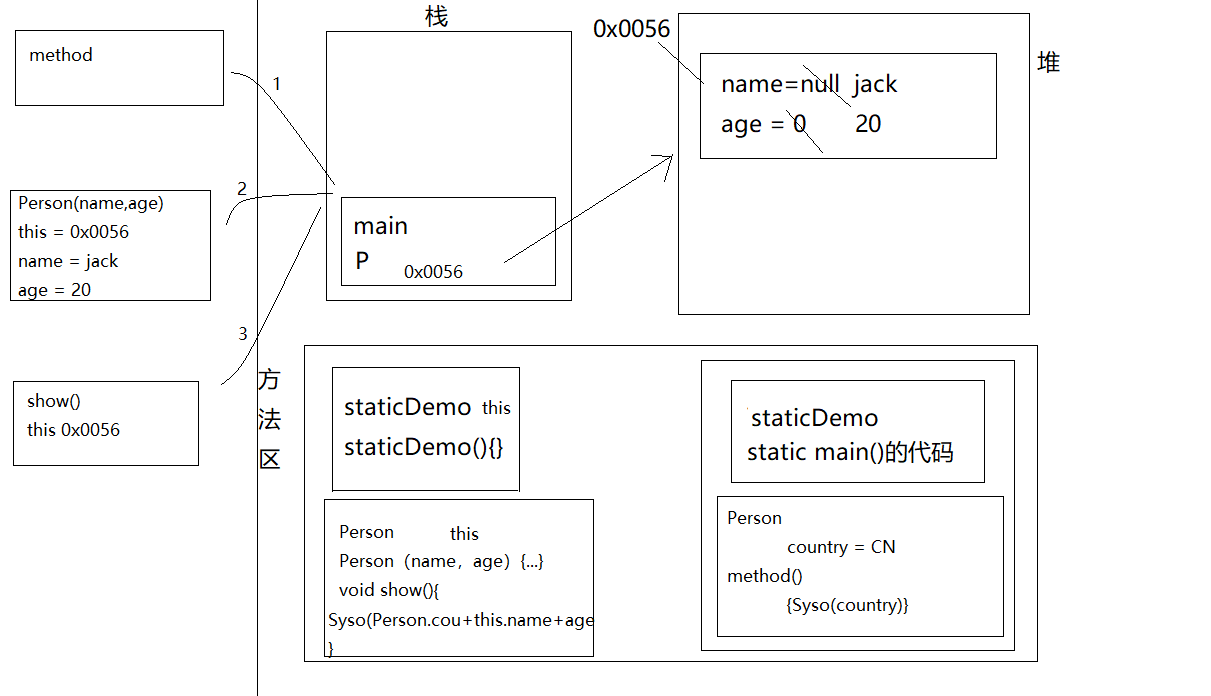 method
1
2
Person(name,age)
this = 0x0056
name = jack
age = 20
3
show()
this 0x0056
栈
main
P
0x0056
0x0056
堆
name=null jack
age = 0 20
方
法
区
staticDemo this
staticDemo(){}
Person this
Person（name，age）{...}
void show(){
Syso(Person.cou+this.name+age
}
staticDemo
static main()的代码
Person
country = CN
method()
{Syso(country)}